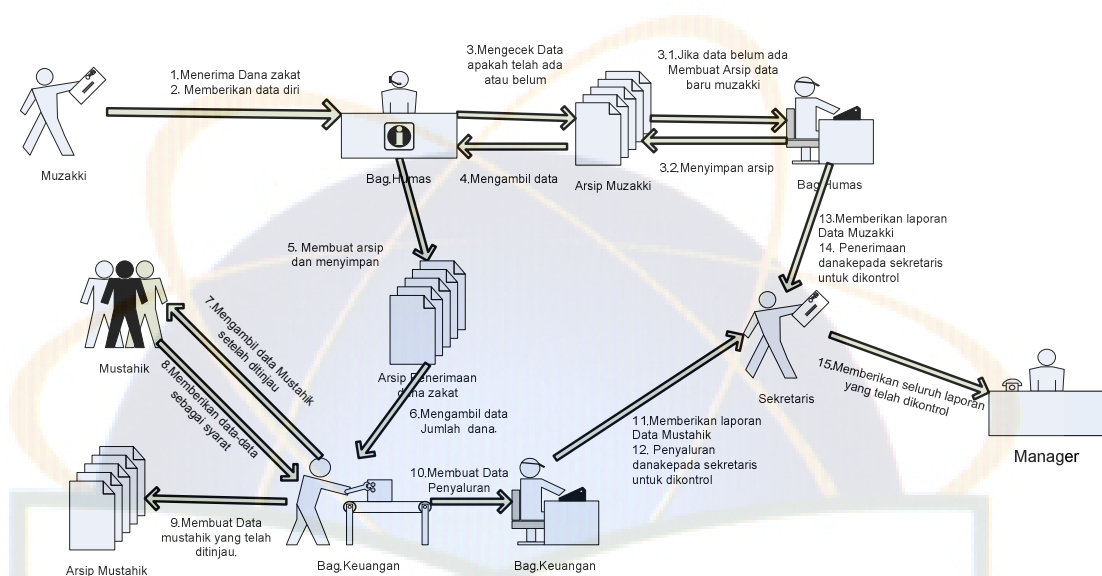 1.Menerima Dana zakat
2. Memberikan data diri
3.Mengecek Data
apakah telah ada
atau belum
3.1.Jika data belum ada
Membuat Arsip data
baru muzakki
Muzakki
Bag.Humas
4.Mengambil data
Arsip Muzakki
3.2.Menyimpan arsip
Bag.Humas
5. Membuat arsip
dan menyimpan
13.Memberikan laporan
Data Muzakki
14. Penerimaan
danakepada sekretaris
untuk dikontrol
Mustahik
7.Mengambil data Mustahik
setelah ditinjau
8.Memberikan data-data
sebagai syarat
Arsip Penerimaan
dana zakat
6.Mengambil data
Jumlah dana.
Sekretaris
15.Memberikan seluruh laporan
yang telah dikontrol
Manager
11.Memberikan laporan
Data Mustahik
12. Penyaluran
danakepada sekretaris
untuk dikontrol
10.Membuat Data
Penyaluran
9.Membuat Data
mustahik yang telah
ditinjau.
Arsip Mustahik
Bag.Keuangan
Bag.Keuangan